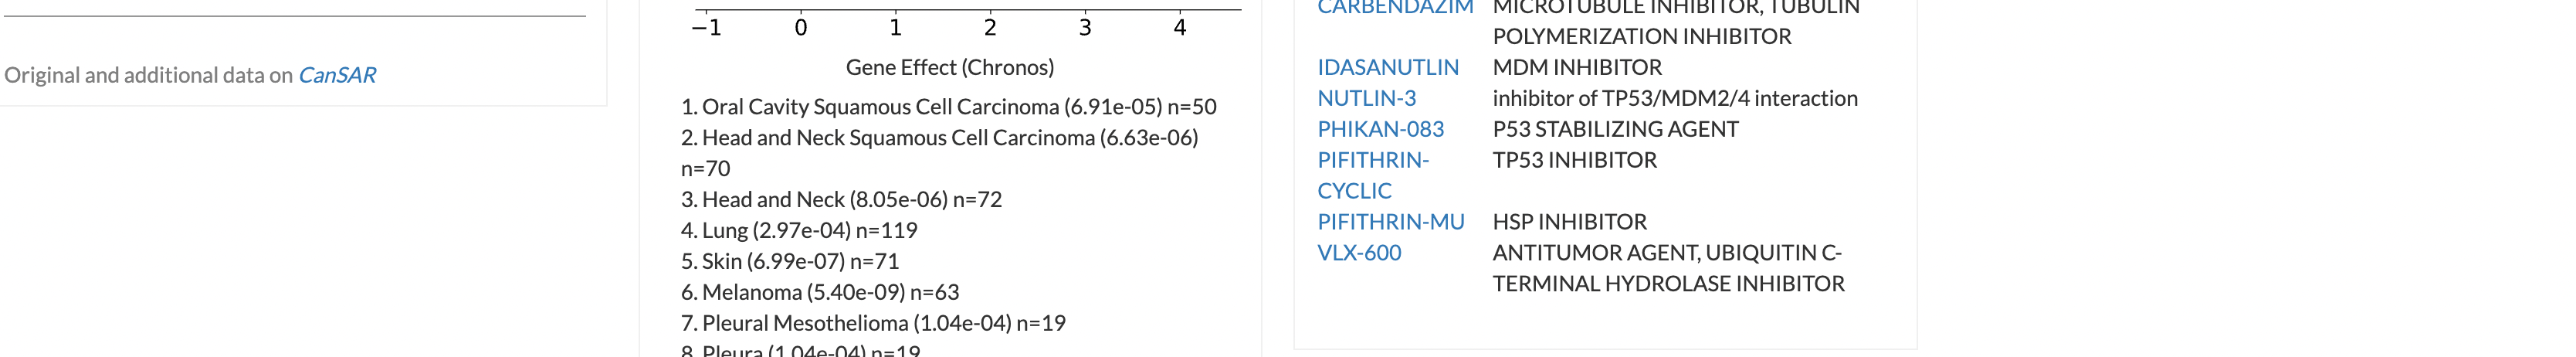 Original and additional data on CanSAR
−1 0 1 2 3 4
Gene Effect (Chronos)
1. Oral Cavity Squamous Cell Carcinoma (6.91e-05) n=50
2. Head and Neck Squamous Cell Carcinoma (6.63e-06)
n=70
3. Head and Neck (8.05e-06) n=72
4. Lung (2.97e-04) n=119
5. Skin (6.99e-07) n=71
6. Melanoma (5.40e-09) n=63
7. Pleural Mesothelioma (1.04e-04) n=19
8. Pleura (1.04e-04) n=19
CARBENDAZIM MICROTUBULE INHIBITOR, TUBULIN
POLYMERIZATION INHIBITOR
IDASANUTLIN MDM INHIBITOR
NUTLIN-3 inhibitor of TP53/MDM2/4 interaction
PHIKAN-083 P53 STABILIZING AGENT
PIFITHRIN- TP53 INHIBITOR
CYCLIC
PIFITHRIN-MU HSP INHIBITOR
VLX-600 ANTITUMOR AGENT, UBIQUITIN C-
TERMINAL HYDROLASE INHIBITOR